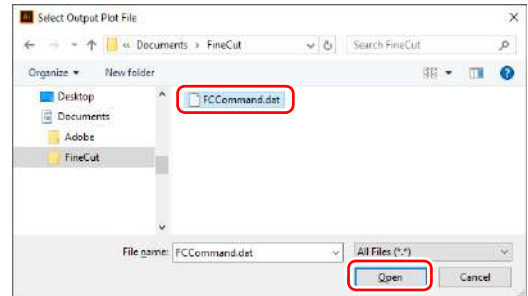 Select Output Plot File
« Documents › FineCut
Search FineCut
Organize
New folder
Desktop
Documents
Adobe
FineCut
FCCommand.dat
File name: FCCommand.dat
All Files (*.*)
Open
Cancel